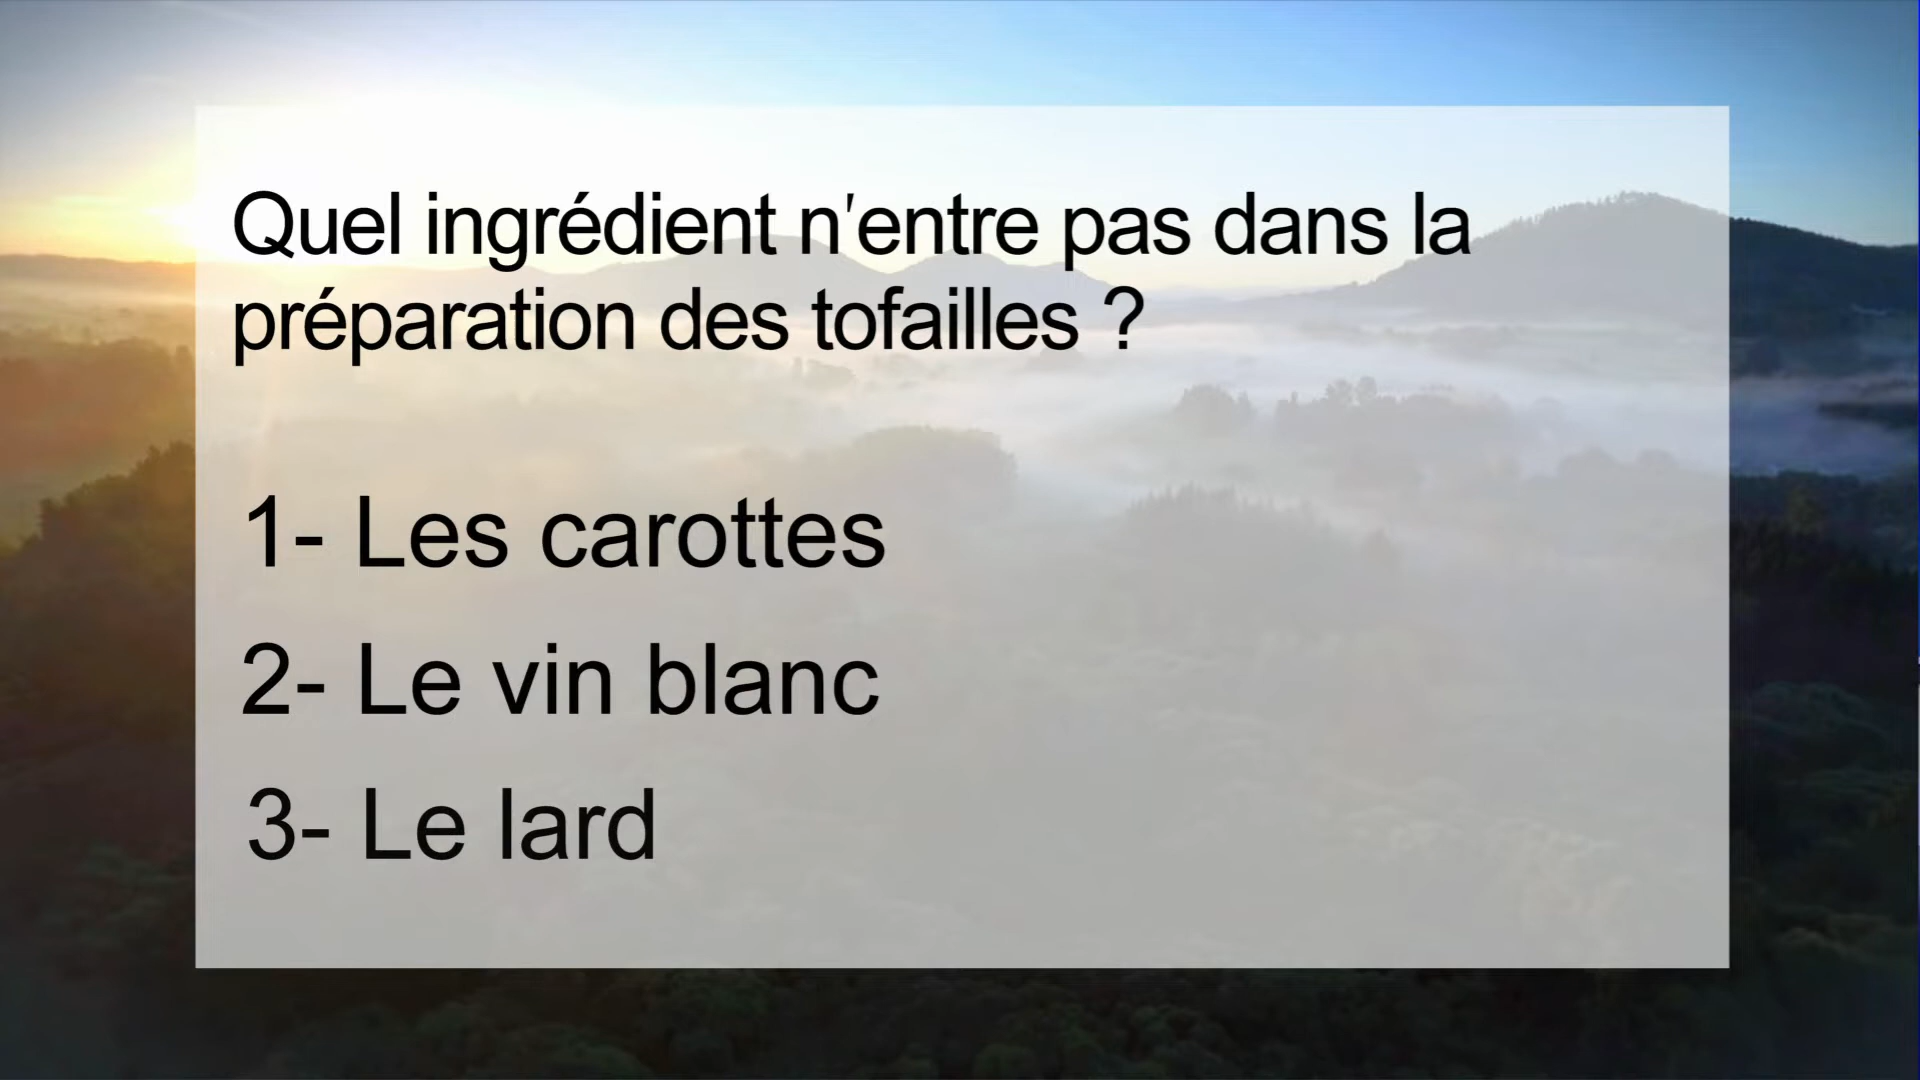 Quel ingrédient n'entre pas dans la
préparation des tofailles ?
1- Les carottes
2- Le vin blanc
3- Le lard